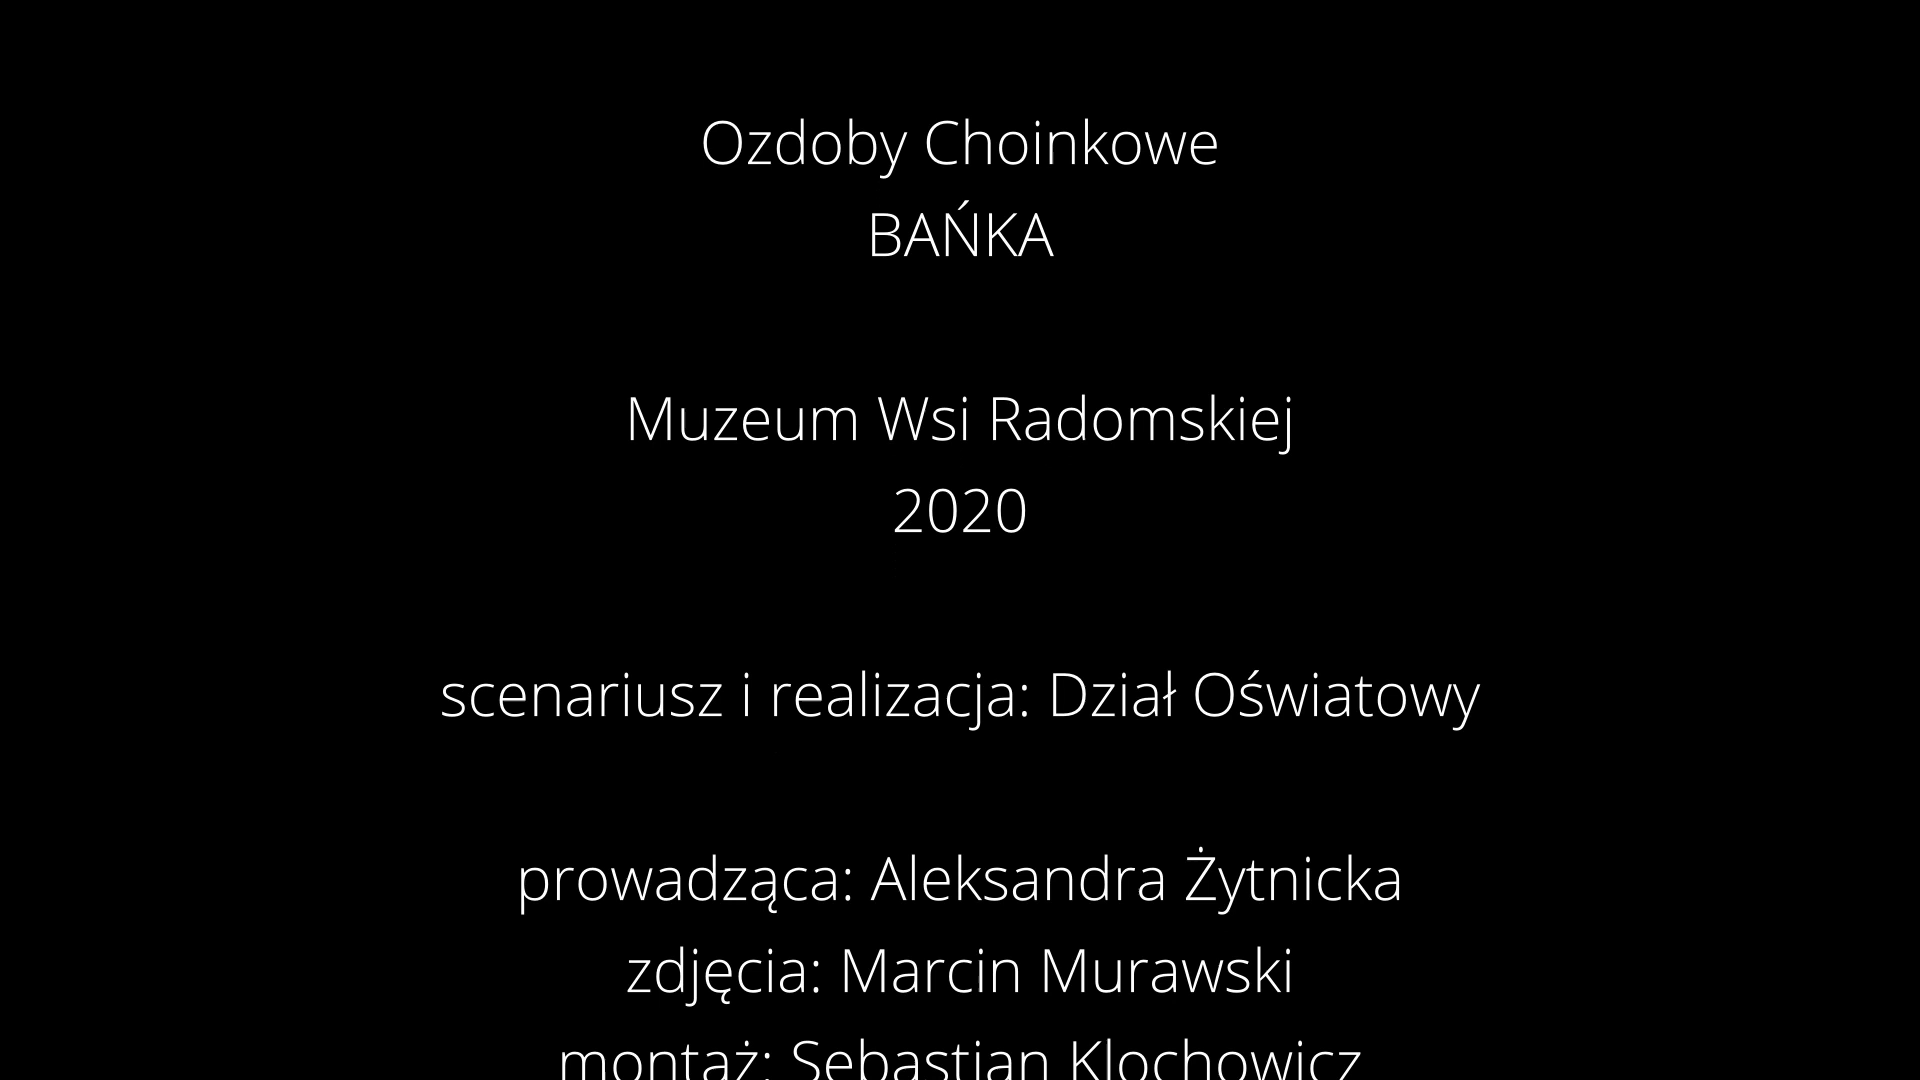 Ozdoby Choinkowe
BAŃKA
Muzeum Wsi Radomskiej
2020
scenariusz i realizacja: Dział Oświatowy
prowadząca: Aleksandra Żytnicka
zdjęcia: Marcin Murawski
montaż: Sebastian Klochowicz